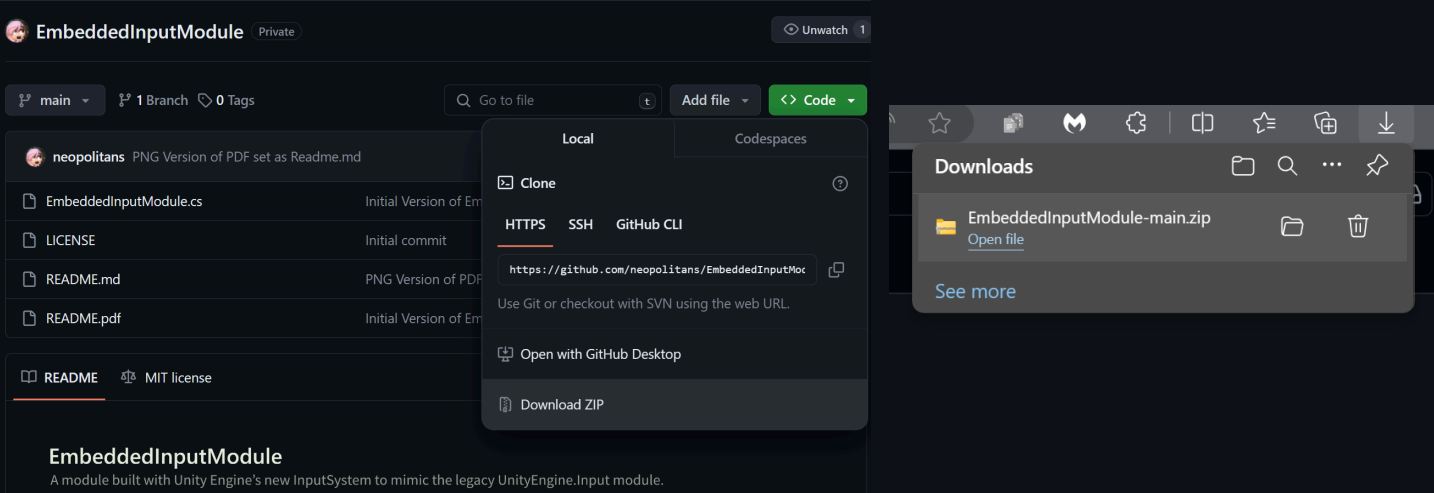 EmbeddedInputModule
Private
Unwatch 1
main
1 Branch
0 Tags
Go to file
t
Add file
Code
neopolitans PNG Version of PDF set as Readme.md
EmbeddedInputModule.cs
Initial Version of Em
LICENSE
Initial commit
README.md
PNG Version of PDF
README.pdf
Initial Version of Em
Local
Codespaces
Clone
HTTPS
SSH
GitHub CLI
https://github.com/neopolitans/EmbeddedInputMod
Use Git or checkout with SVN using the web URL.
Open with GitHub Desktop
Download ZIP
README
MIT license
EmbeddedInputModule
A module built with Unity Engine’s new InputSystem to mimic the legacy UnityEngine.Input module.
Downloads
EmbeddedInputModule-main.zip
Open file
See more